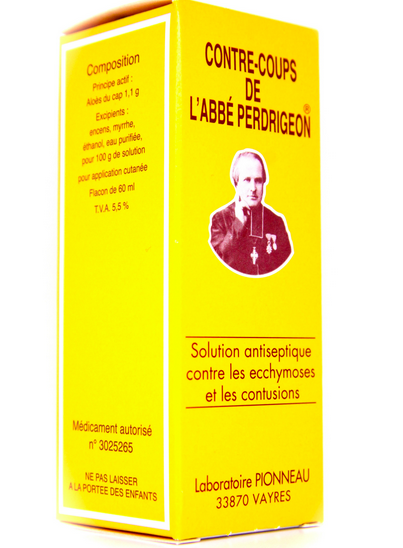 Composition
Principe actif :
Aloès du cap 1,1 g
Excipients :
encens, myrrhe,
éthanol, eau purifiée,
pour 100 g de solution
pour application cutanée
Flacon de 60 ml
T.V.A. 5,5 %
Médicament autorisé
n° 3025265
NE PAS LAISSER
A LA PORTEE DES ENFANTS
CONTRE-COUPS
DE
L'ABBÉ PERDRIGEON®
Solution antiseptique
contre les ecchymoses
et les contusions
Laboratoire PIONNEAU
33870 VAYRES